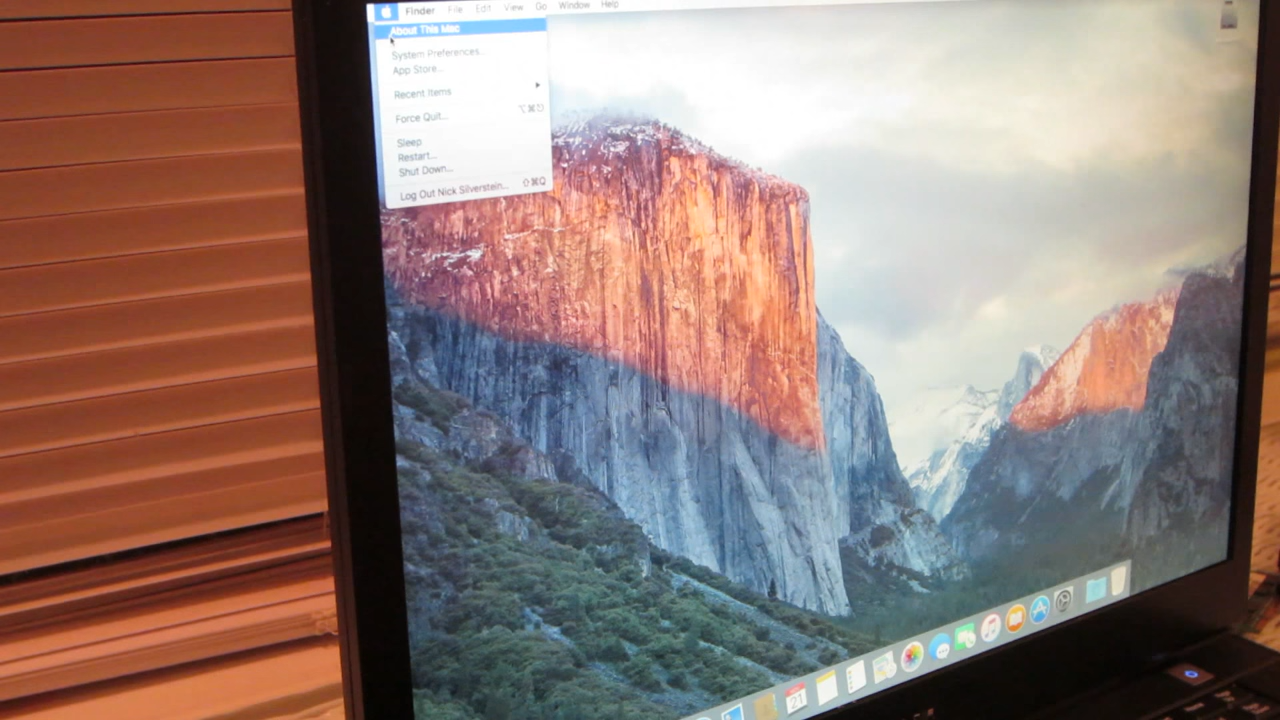 Finder File Edit View Go Window Help
About This Mac
System Preferences...
App Store...
Recent Items
Force Quit... ⌥⌘⎋
Sleep
Restart...
Shut Down...
Log Out Nick Silverstein... ⇧⌘Q
21